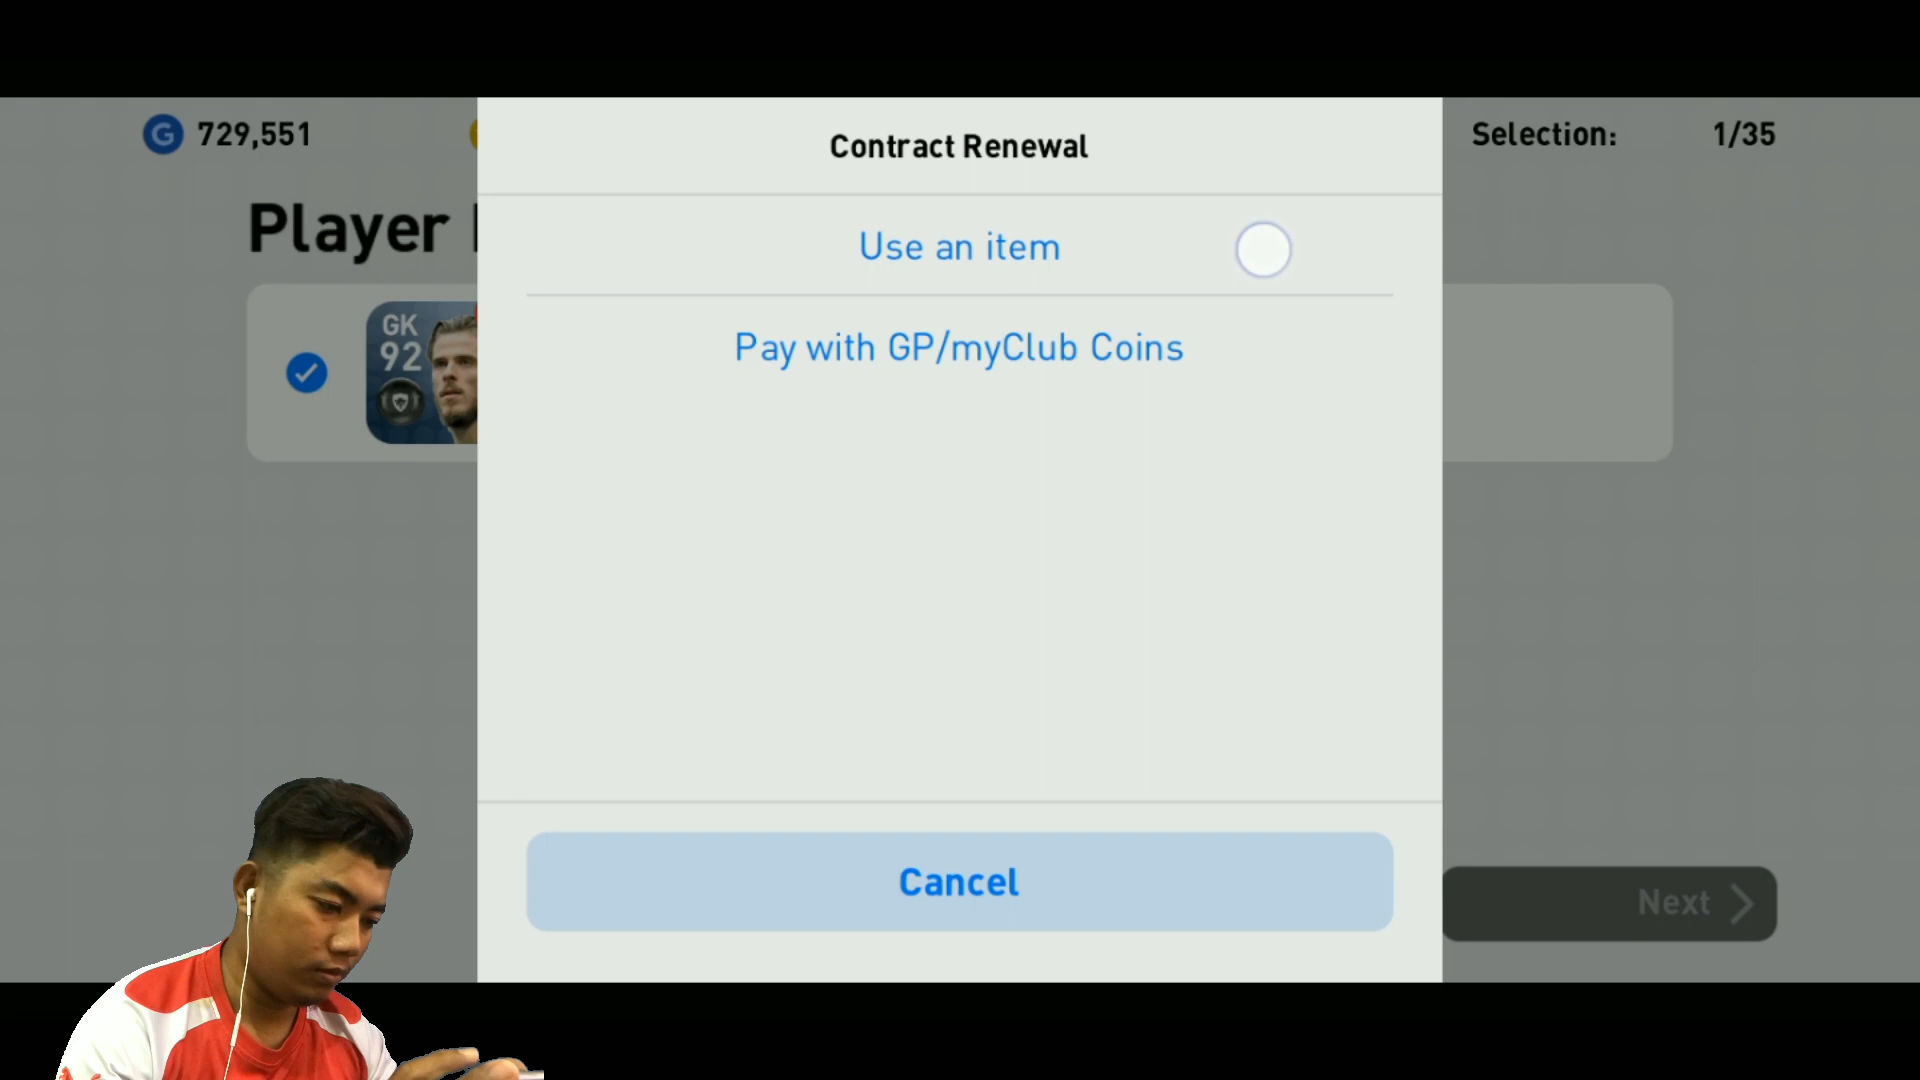 G 729,551
Contract Renewal
Selection: 1/35
Player
Use an item
GK
92
Pay with GP/myClub Coins
Cancel
Next